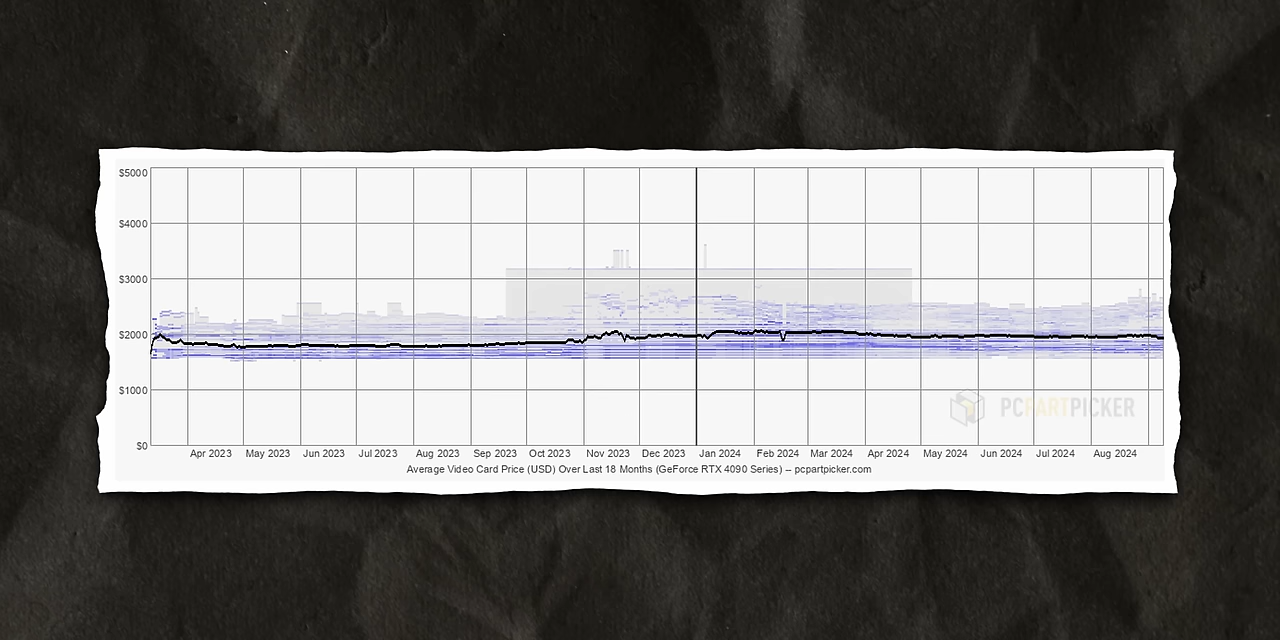 $5000
$4000
$3000
$2000
$1000
$0
PCPARTPICKER
Apr 2023 May 2023 Jun 2023 Jul 2023 Aug 2023 Sep 2023 Oct 2023 Nov 2023 Dec 2023 Jan 2024 Feb 2024 Mar 2024 Apr 2024 May 2024 Jun 2024 Jul 2024 Aug 2024
Average Video Card Price (USD) Over Last 18 Months (GeForce RTX 4090 Series) – pcpartpicker.com